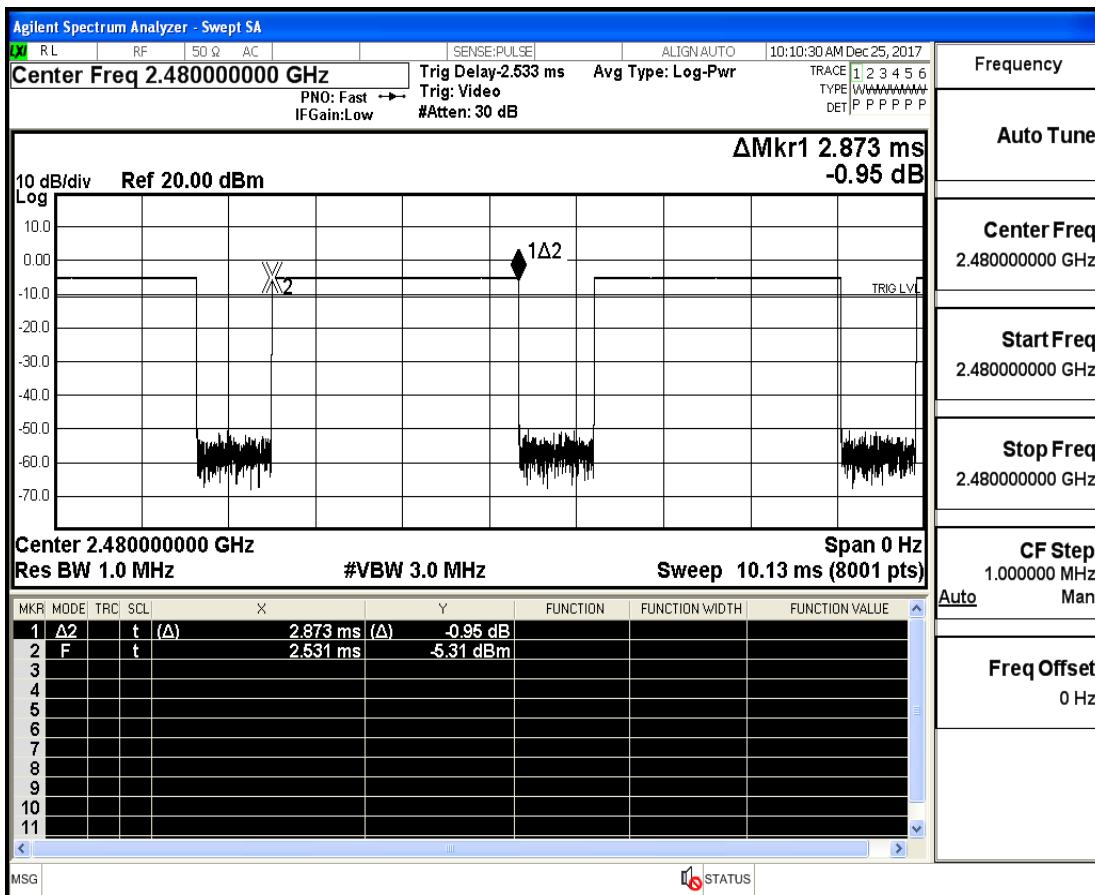 Agilent Spectrum Analyzer - Swept SA
LXI RL RF 50 Ω AC SENSE:PULSE ALIGN AUTO 10:10:30 AM Dec 25, 2017
Center Freq 2.480000000 GHz
PNO: Fast
IFGain:Low
Trig Delay-2.533 ms
Trig: Video
#Atten: 30 dB
Avg Type: Log-Pwr
TRACE 1 2 3 4 5 6
TYPE
DET P P P P P P
ΔMkr1 2.873 ms
-0.95 dB
10 dB/div Ref 20.00 dBm
Log
10.0
0.00
-10.0
-20.0
-30.0
-40.0
-50.0
-60.0
-70.0
1Δ2
2
TRIG LVL
Center 2.480000000 GHz Span 0 Hz
Res BW 1.0 MHz #VBW 3.0 MHz Sweep 10.13 ms (8001 pts)
MKR MODE TRC SCL X Y FUNCTION FUNCTION WIDTH FUNCTION VALUE
1 Δ2 t (Δ) 2.873 ms (Δ) -0.95 dB
2 F t 2.531 ms -5.31 dBm
3
4
5
6
7
8
9
10
11
MSG STATUS
Frequency
Auto Tune
Center Freq
2.480000000 GHz
Start Freq
2.480000000 GHz
Stop Freq
2.480000000 GHz
CF Step
1.000000 MHz
Auto Man
Freq Offset
0 Hz